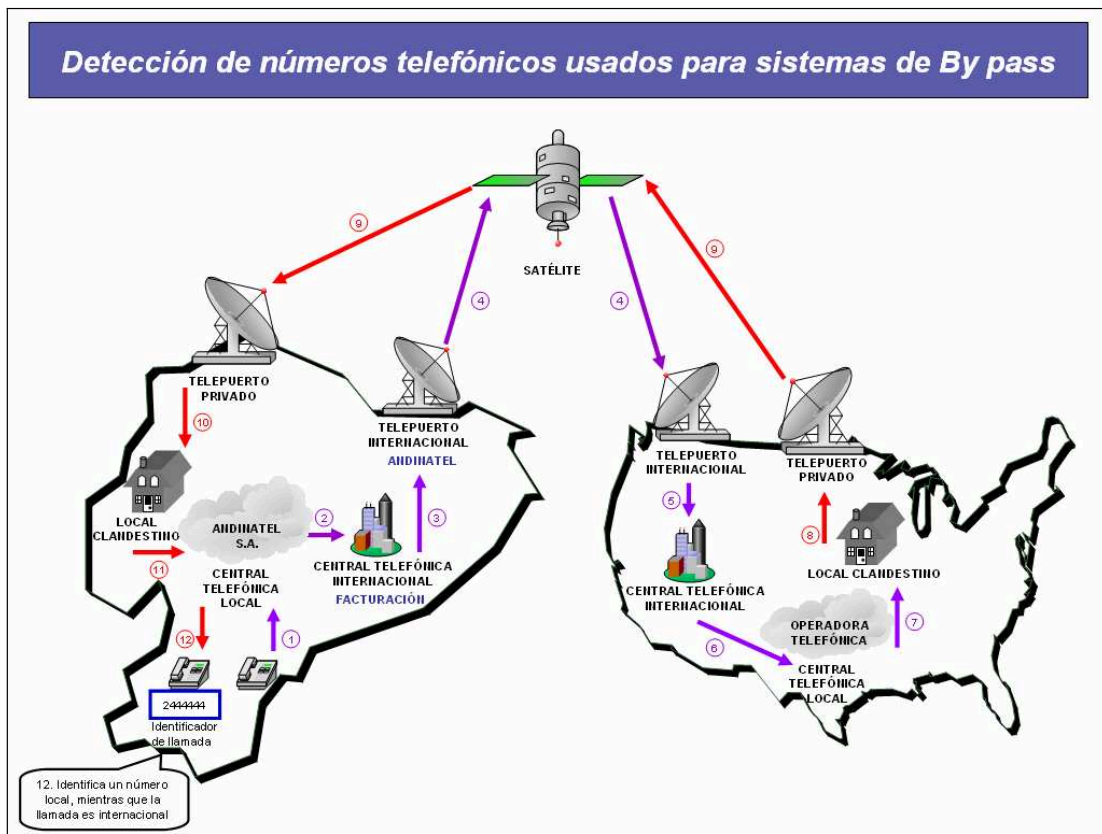 Detección de números telefónicos usados para sistemas de By pass
SATÉLITE
9
4
4
9
TELEPUERTO
PRIVADO
10
LOCAL
CLANDESTINO
11
ANDINATEL
S.A.
CENTRAL
TELEFÓNICA
LOCAL
12
1
2
TELEPUERTO
INTERNACIONAL
ANDINATEL
3
CENTRAL TELEFÓNICA
INTERNACIONAL
FACTURACIÓN
2444444
Identificador
de llamada
12. Identifica un número
local, mientras que la
llamada es internacional
TELEPUERTO
INTERNACIONAL
5
CENTRAL TELEFÓNICA
INTERNACIONAL
6
TELEPUERTO
PRIVADO
8
LOCAL CLANDESTINO
OPERADORA
TELEFÓNICA
7
CENTRAL
TELEFÓNICA
LOCAL